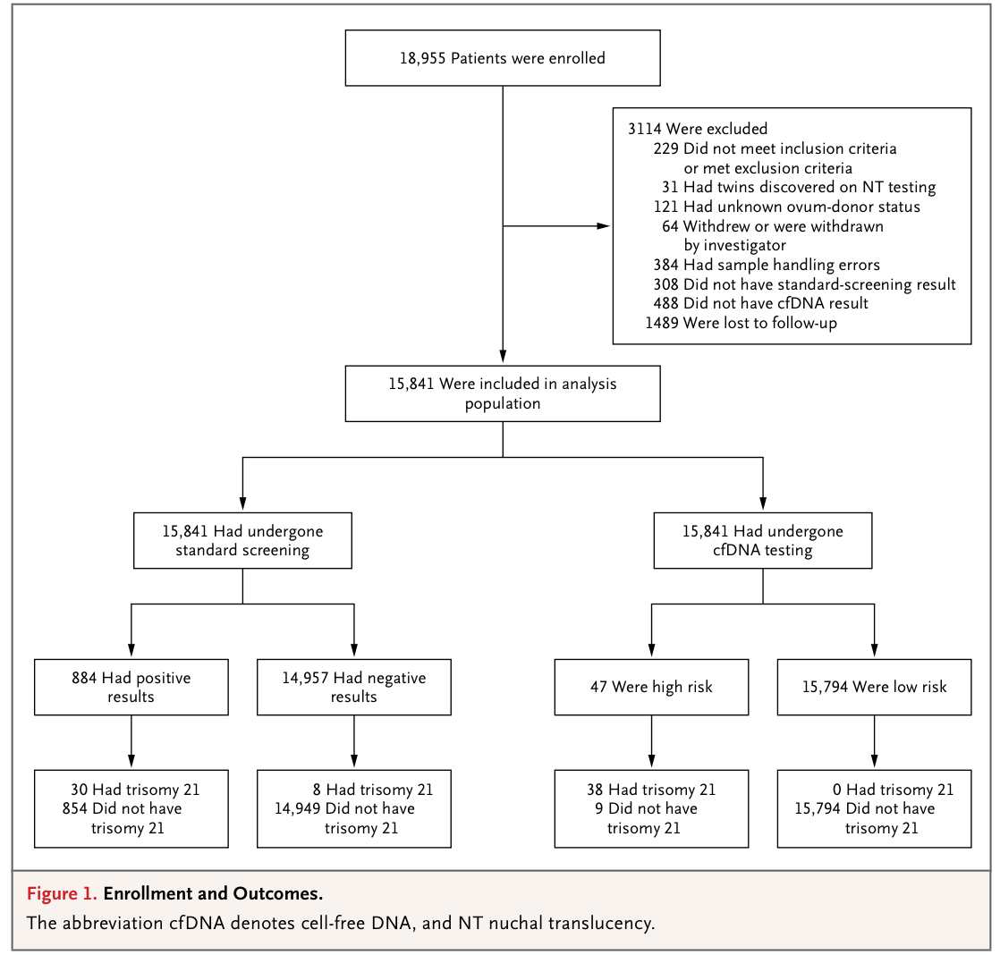 18,955 Patients were enrolled
3114 Were excluded
229 Did not meet inclusion criteria
or met exclusion criteria
31 Had twins discovered on NT testing
121 Had unknown ovum-donor status
64 Withdrew or were withdrawn
by investigator
384 Had sample handling errors
308 Did not have standard-screening result
488 Did not have cfDNA result
1489 Were lost to follow-up
15,841 Were included in analysis
population
15,841 Had undergone
standard screening
15,841 Had undergone
cfDNA testing
884 Had positive
results
14,957 Had negative
results
47 Were high risk
15,794 Were low risk
30 Had trisomy 21
854 Did not have
trisomy 21
8 Had trisomy 21
14,949 Did not have
trisomy 21
38 Had trisomy 21
9 Did not have
trisomy 21
0 Had trisomy 21
15,794 Did not have
trisomy 21
Figure 1. Enrollment and Outcomes.
The abbreviation cfDNA denotes cell-free DNA, and NT nuchal translucency.